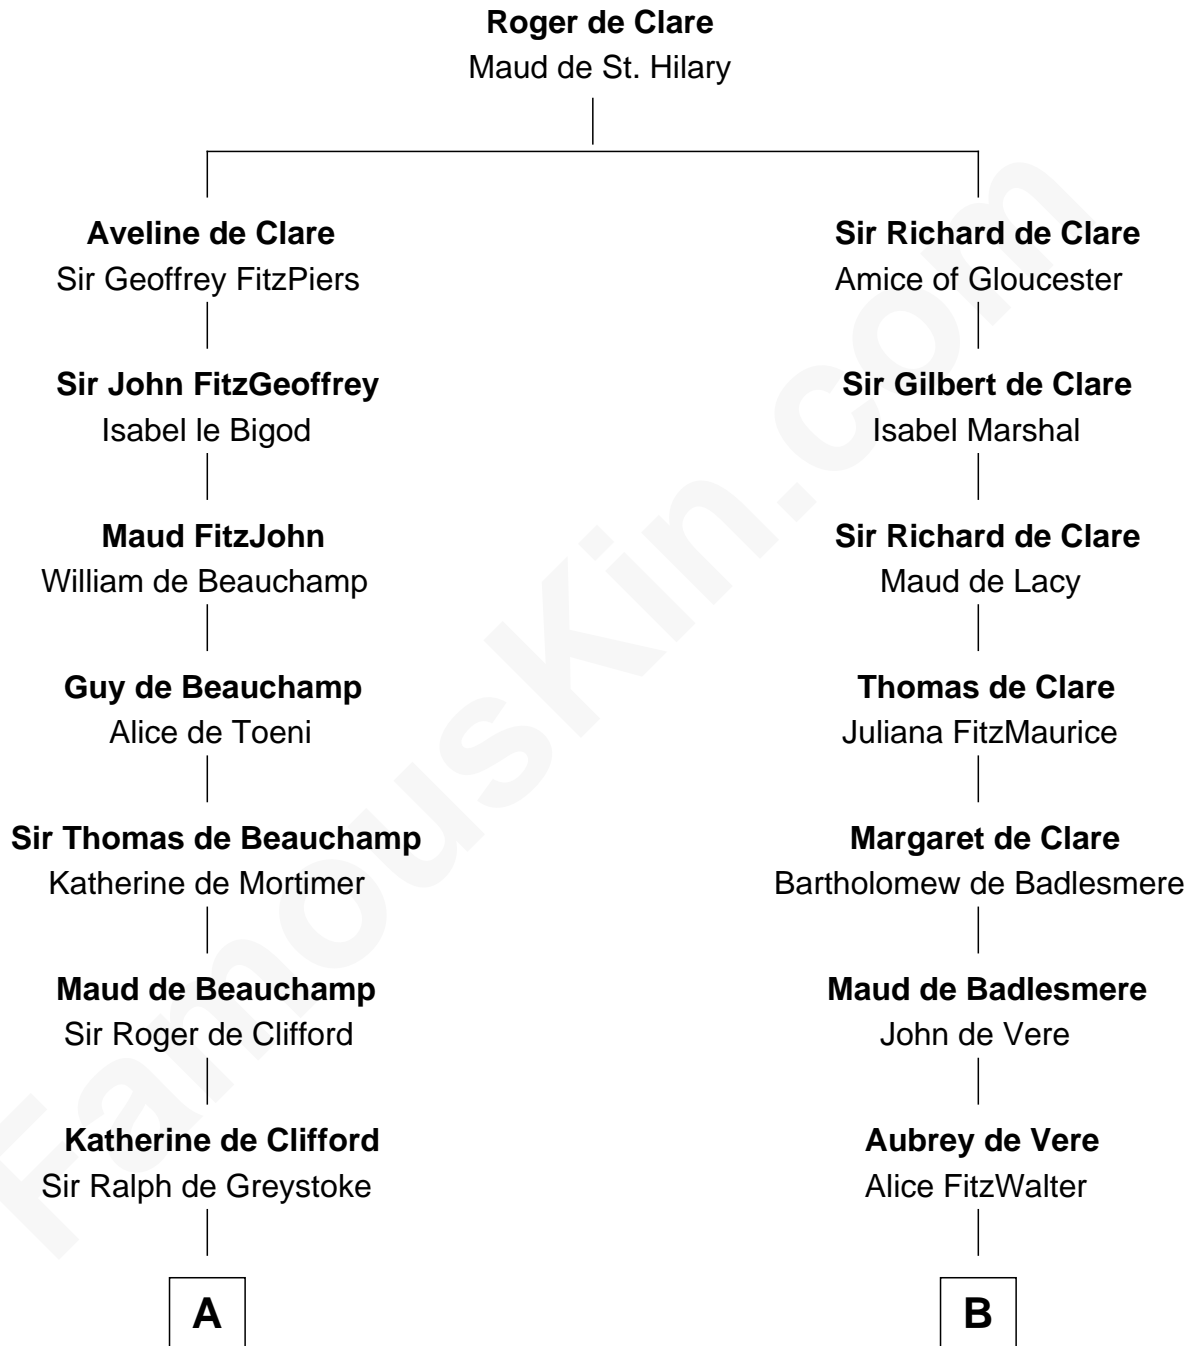 Roger de Clare
Maud de St. Hilary
Aveline de Clare
Sir Geoffrey FitzPiers
Sir Richard de Clare
Amice of Gloucester
Sir John FitzGeoffrey
Isabel le Bigod
Sir Gilbert de Clare
Isabel Marshal
Maud FitzJohn
William de Beauchamp
Sir Richard de Clare
Maud de Lacy
Guy de Beauchamp
Alice de Toeni
Thomas de Clare
Juliana FitzMaurice
Sir Thomas de Beauchamp
Katherine de Mortimer
Margaret de Clare
Bartholomew de Badlesmere
Maud de Beauchamp
Sir Roger de Clifford
Maud de Badlesmere
John de Vere
Katherine de Clifford
Sir Ralph de Greystoke
Aubrey de Vere
Alice FitzWalter
A
B
FamousKin.com